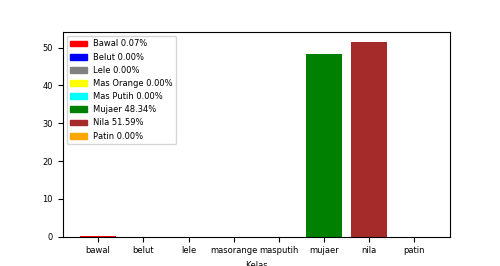 50
40
30
20
10
0
Bawal 0.07%
Belut 0.00%
Lele 0.00%
Mas Orange 0.00%
Mas Putih 0.00%
Mujaer 48.34%
Nila 51.59%
Patin 0.00%
bawal belut lele masorange masputih mujaer nila patin
Kelas